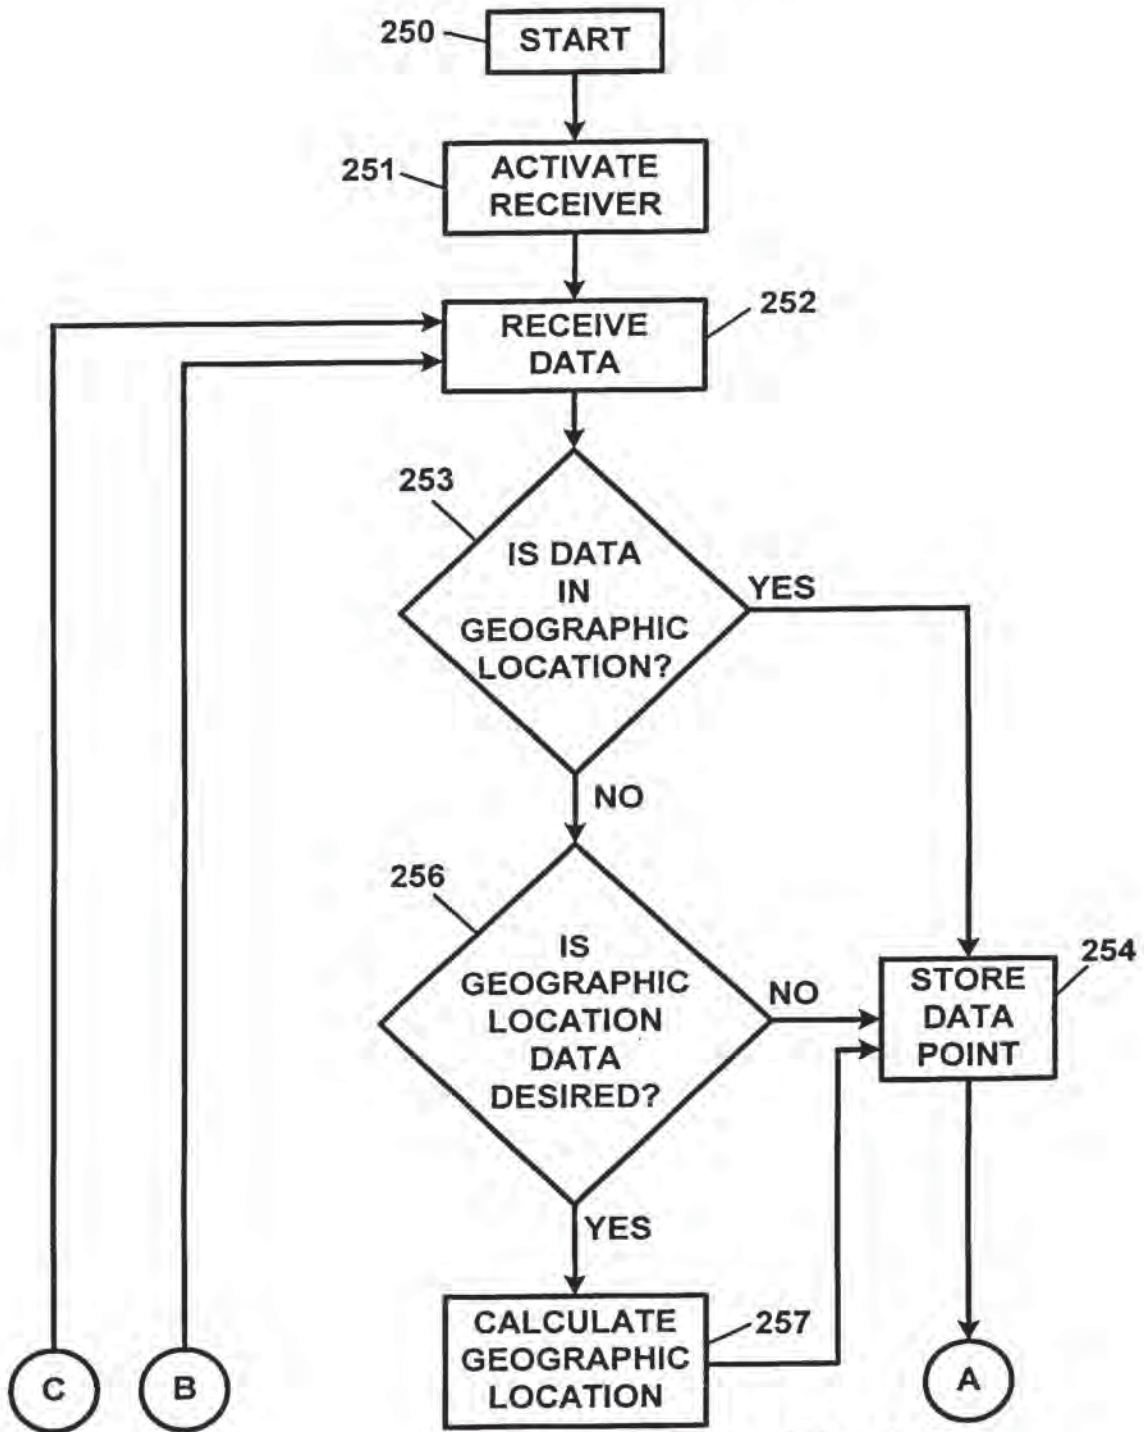 250
START
251
ACTIVATE
RECEIVER
252
RECEIVE
DATA
253
IS DATA
IN
GEOGRAPHIC
LOCATION?
YES
NO
256
IS
GEOGRAPHIC
LOCATION
DATA
DESIRED?
NO
254
STORE
DATA
POINT
YES
CALCULATE
GEOGRAPHIC
LOCATION
257
C
B
A